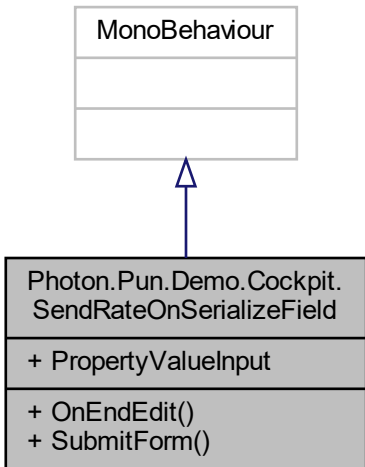 MonoBehaviour
Photon.Pun.Demo.Cockpit.
SendRateOnSerializeField
+ PropertyValueInput
+ OnEndEdit()
+ SubmitForm()